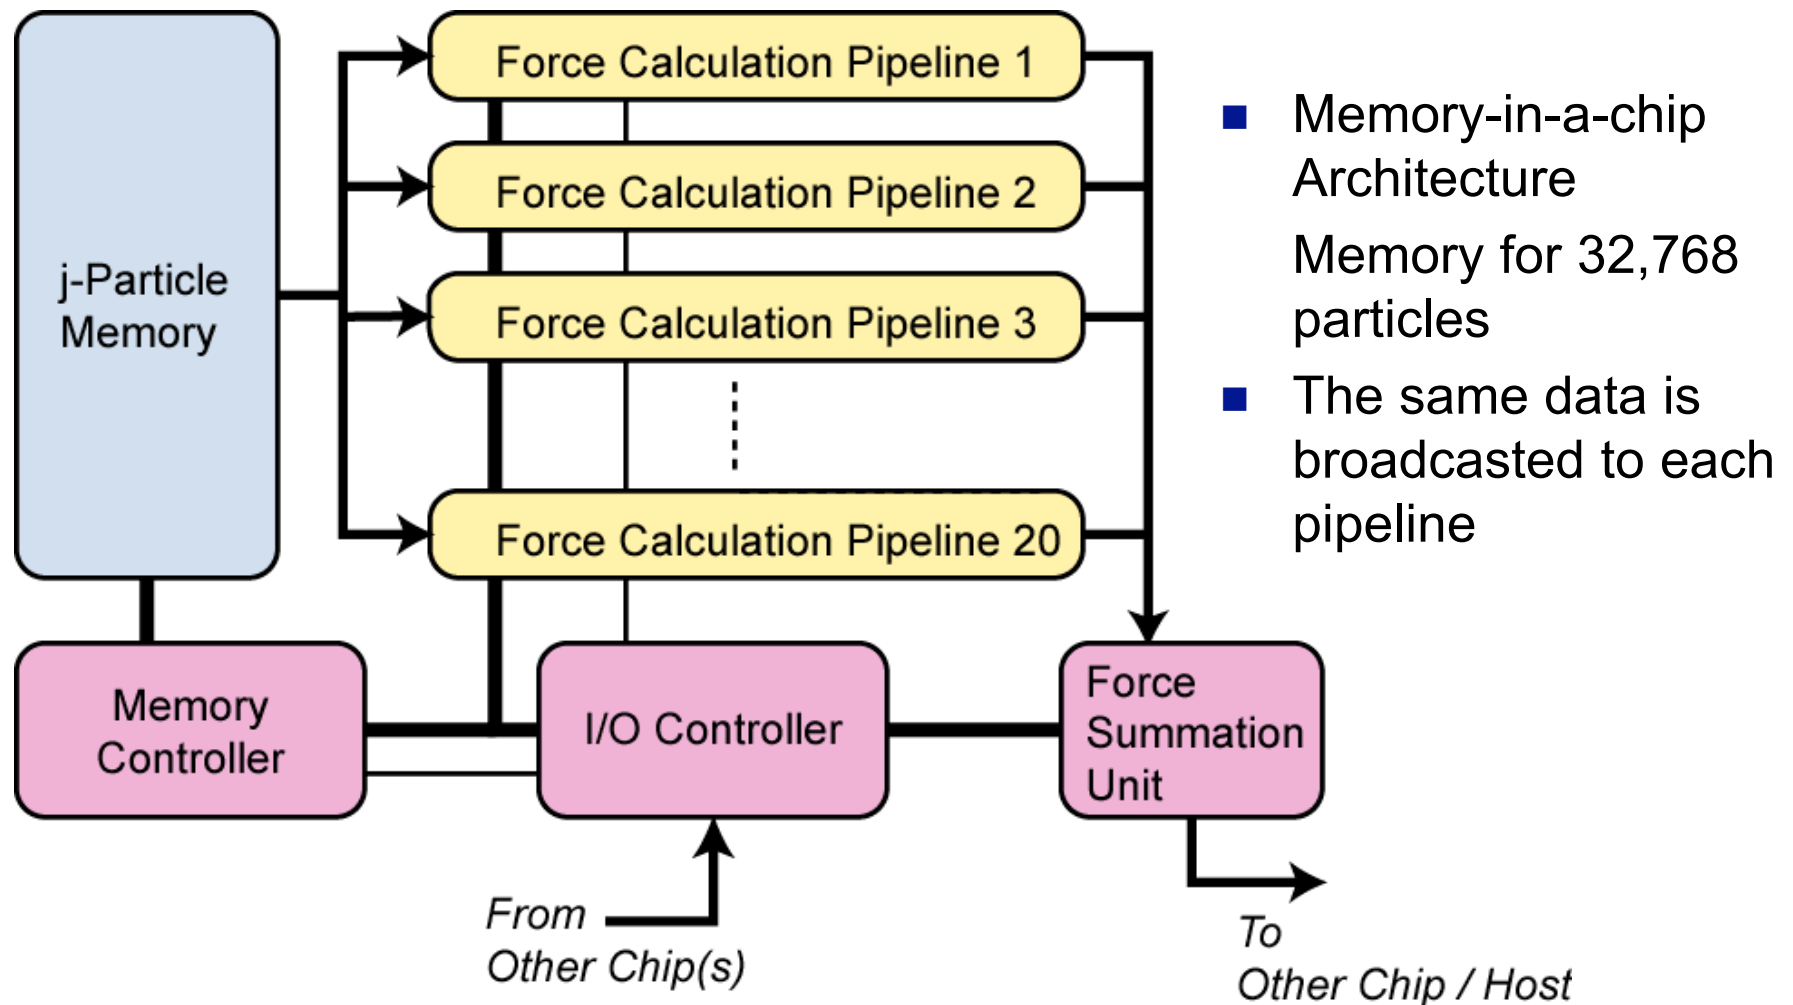 Force Calculation Pipeline 1
Force Calculation Pipeline 2
Force Calculation Pipeline 3
Force Calculation Pipeline 20
j-Particle
Memory
Memory
Controller
I/O Controller
Force
Summation
Unit
From
Other Chip(s)
To
Other Chip / Host
Memory-in-a-chip
Architecture
Memory for 32,768
particles
The same data is
broadcasted to each
pipeline